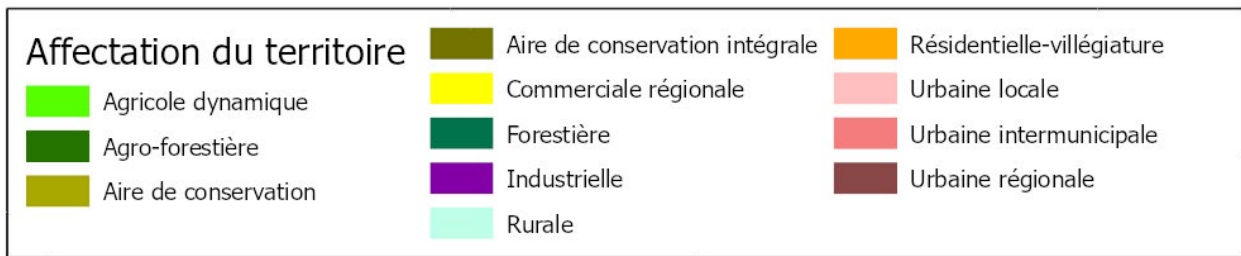 Affectation du territoire
Agricole dynamique
Agro-forestière
Aire de conservation
Aire de conservation intégrale
Commerciale régionale
Forestière
Industrielle
Rurale
Résidentielle-villégiature
Urbaine locale
Urbaine intermunicipale
Urbaine régionale